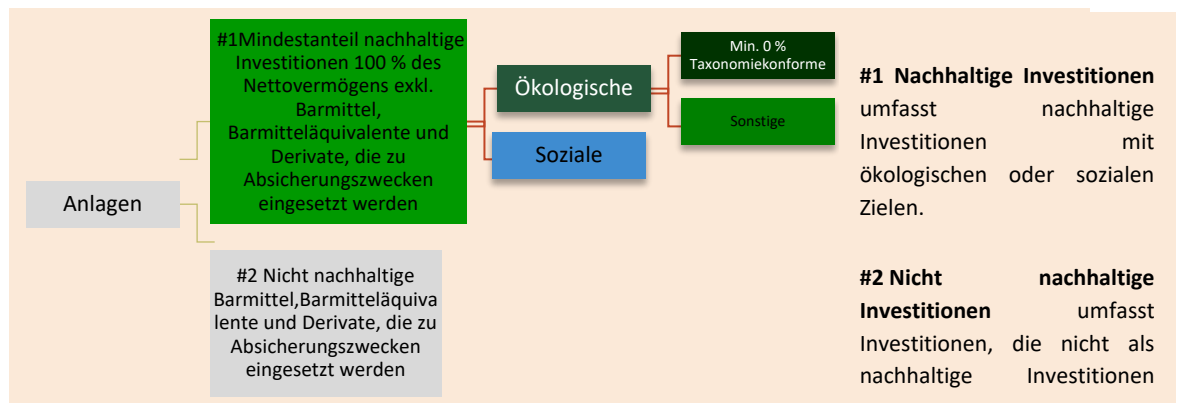 Anlagen
#1Mindestanteil nachhaltige
Investitionen 100 % des
Nettovermögens exkl.
Barmittel,
Barmitteläquivalente und
Derivate, die zu
Absicherungszwecken
eingesetzt werden
#2 Nicht nachhaltige
Barmittel,Barmitteläquiva
lente und Derivate, die zu
Absicherungszwecken
eingesetzt werden
Ökologische
Soziale
Min. 0 %
Taxonomiekonforme
Sonstige
#1 Nachhaltige Investitionen
umfasst nachhaltige
Investitionen mit
ökologischen oder sozialen
Zielen.
#2 Nicht nachhaltige
Investitionen umfasst
Investitionen, die nicht als
nachhaltige Investitionen